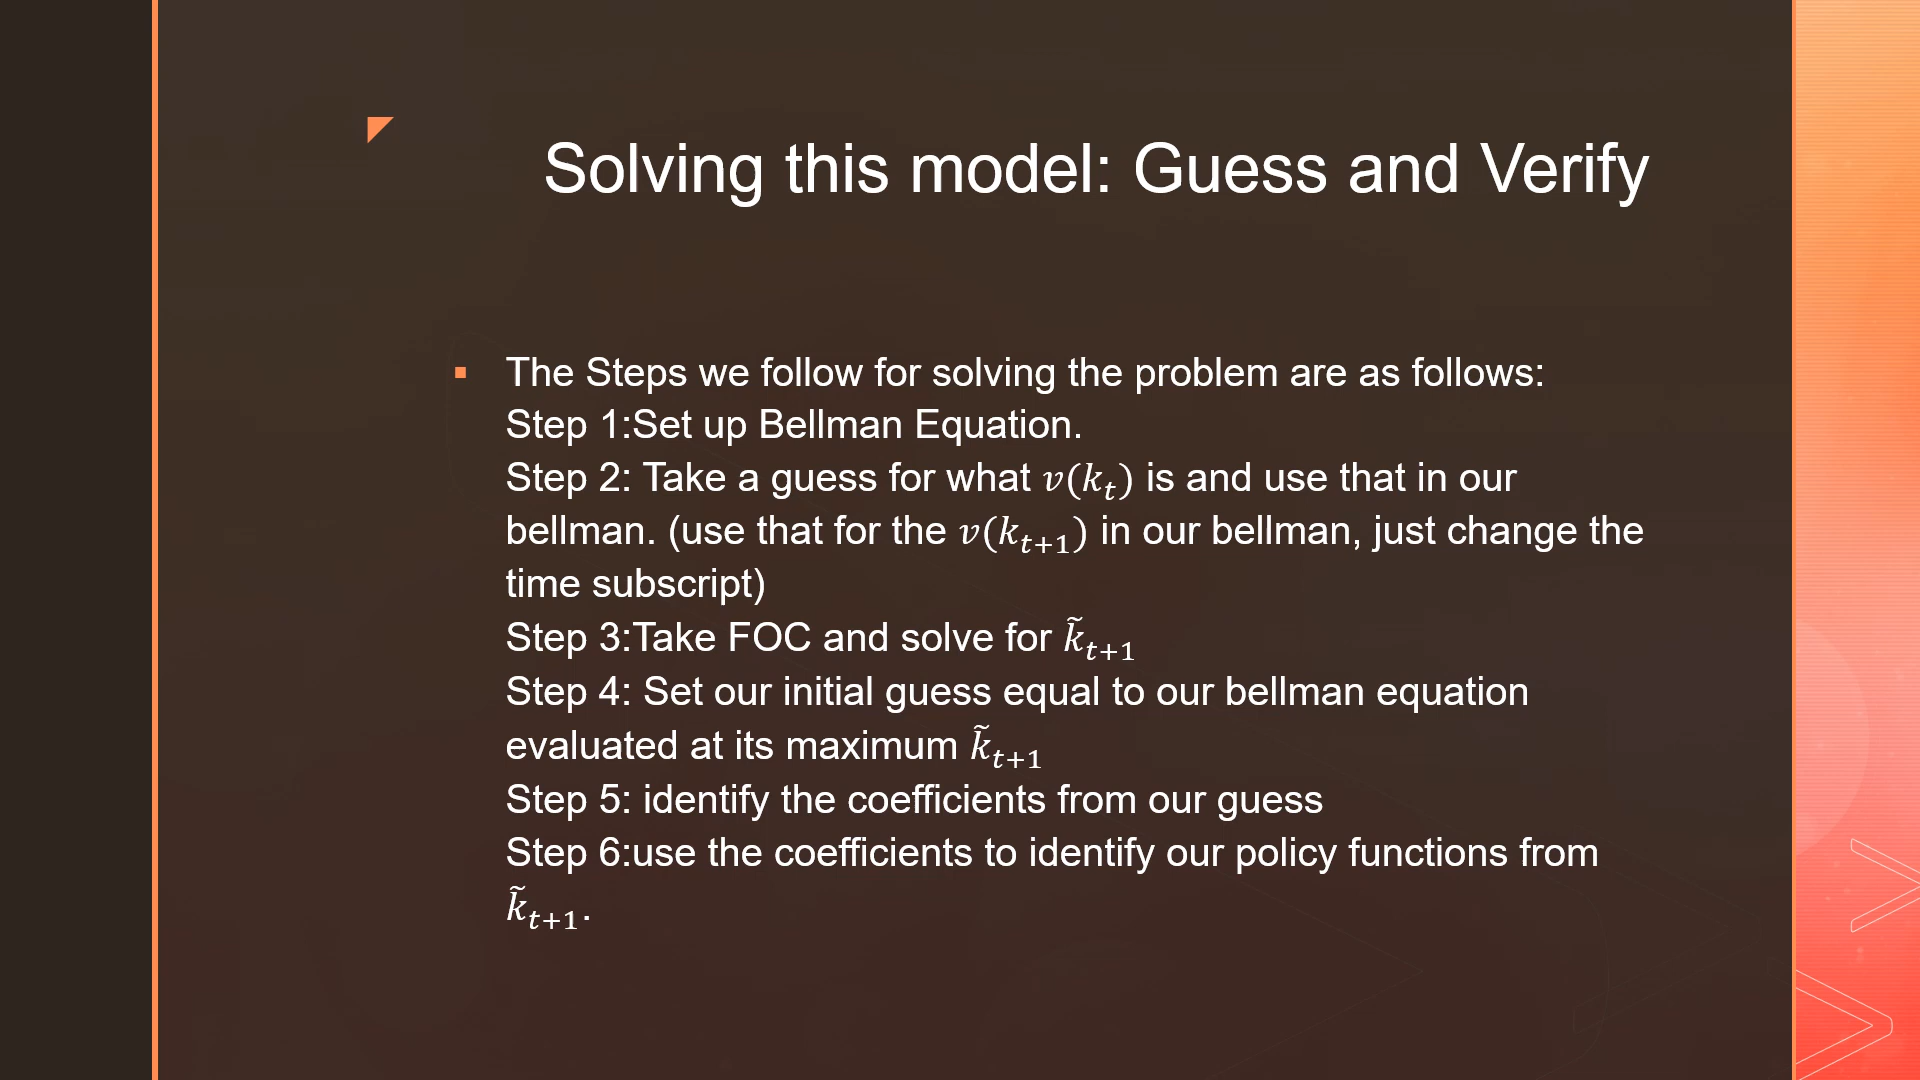 Solving this model: Guess and Verify
▪ The Steps we follow for solving the problem are as follows:
Step 1:Set up Bellman Equation.
Step 2: Take a guess for what 𝑣(𝑘ₜ) is and use that in our
bellman. (use that for the 𝑣(𝑘ₜ₊₁) in our bellman, just change the
time subscript)
Step 3:Take FOC and solve for 𝑘̃ₜ₊₁
Step 4: Set our initial guess equal to our bellman equation
evaluated at its maximum 𝑘̃ₜ₊₁
Step 5: identify the coefficients from our guess
Step 6:use the coefficients to identify our policy functions from
𝑘̃ₜ₊₁.